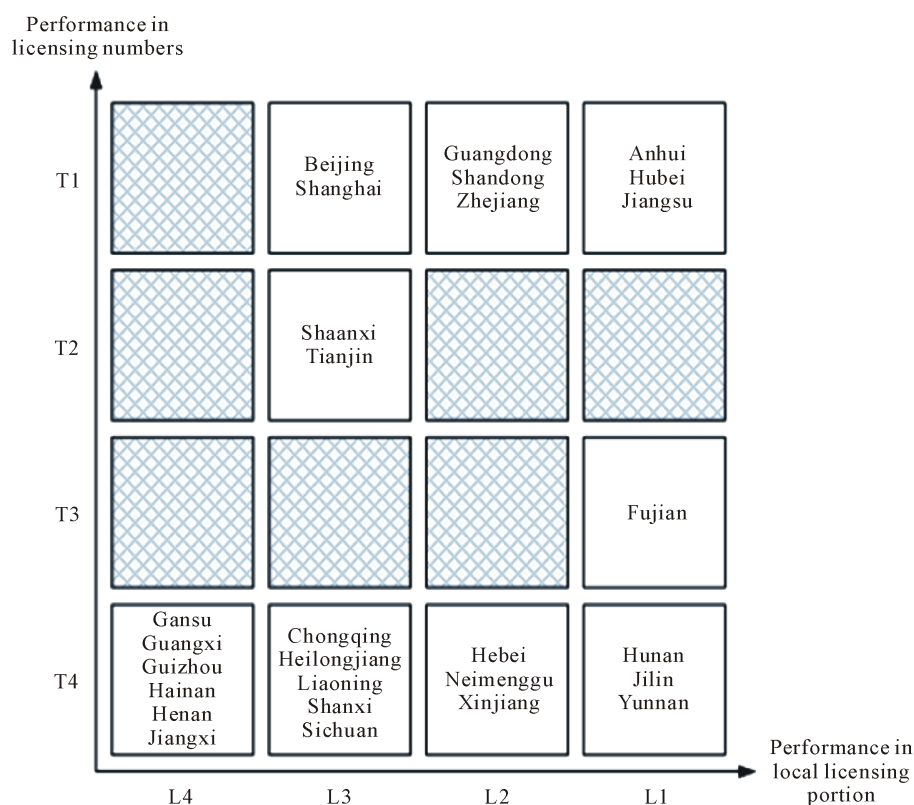 Performance in
licensing numbers
T1
Beijing
Shanghai
Guangdong
Shandong
Zhejiang
Anhui
Hubei
Jiangsu
T2
Shaanxi
Tianjin
T3
Fujian
T4
Gansu
Guangxi
Guizhou
Hainan
Henan
Jiangxi
Chongqing
Heilongjiang
Liaoning
Shanxi
Sichuan
Hebei
Neimenggu
Xinjiang
Hunan
Jilin
Yunnan
L4
L3
L2
L1
Performance in
local licensing
portion